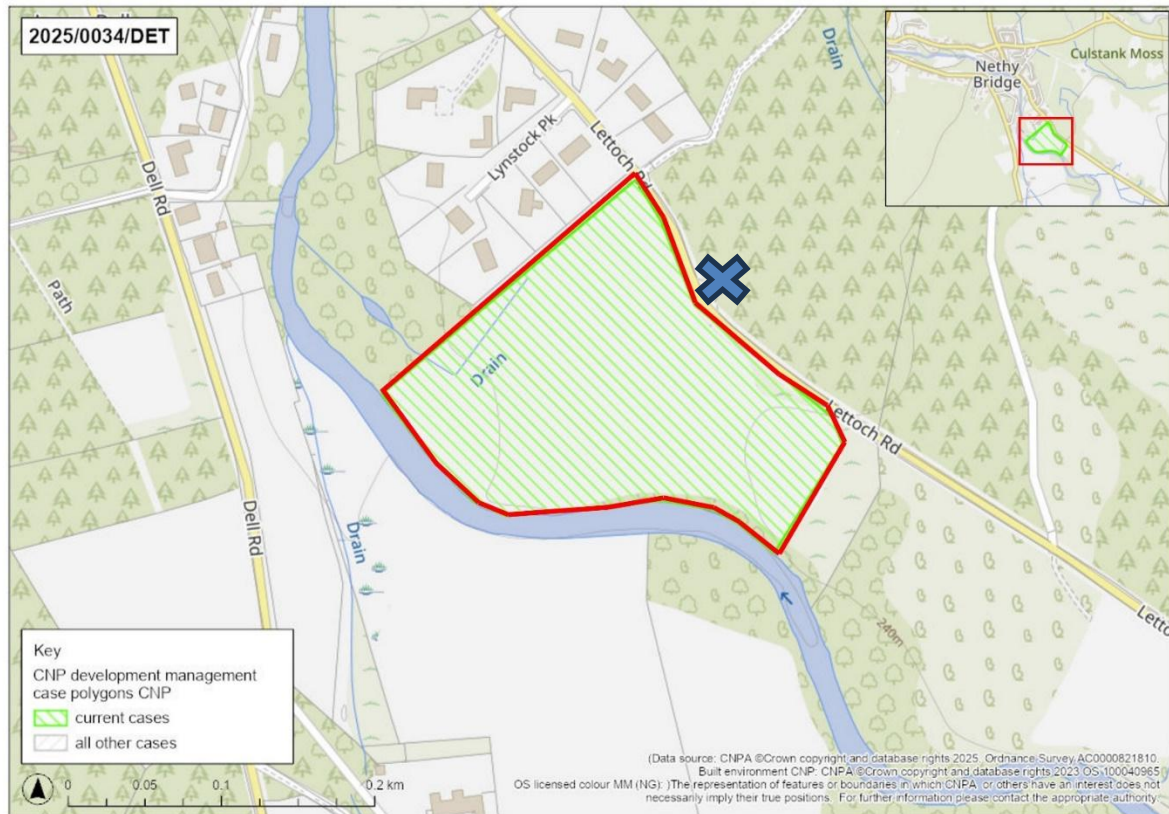 2025/0034/DET
Drain
Culstank Moss
Nethy
Bridge
Lynstock Pk
Lettoch Rd
Dell Rd
Path
Drain
Lettoch Rd
Dell Rd
Drain
240m
Key
CNP development management
case polygons CNP
current cases
all other cases
0 0.05 0.1 0.2 km
(Data source: CNPA ©Crown copyright and database rights 2025. Ordnance Survey AC0000821810.
Built environment CNP: CNPA ©Crown copyright and database rights 2023 OS 100040965
OS licensed colour MM (NG): )The representation of features or boundaries in which CNPA or others have an interest does not
necessarily imply their true positions. For further information please contact the appropriate authority.